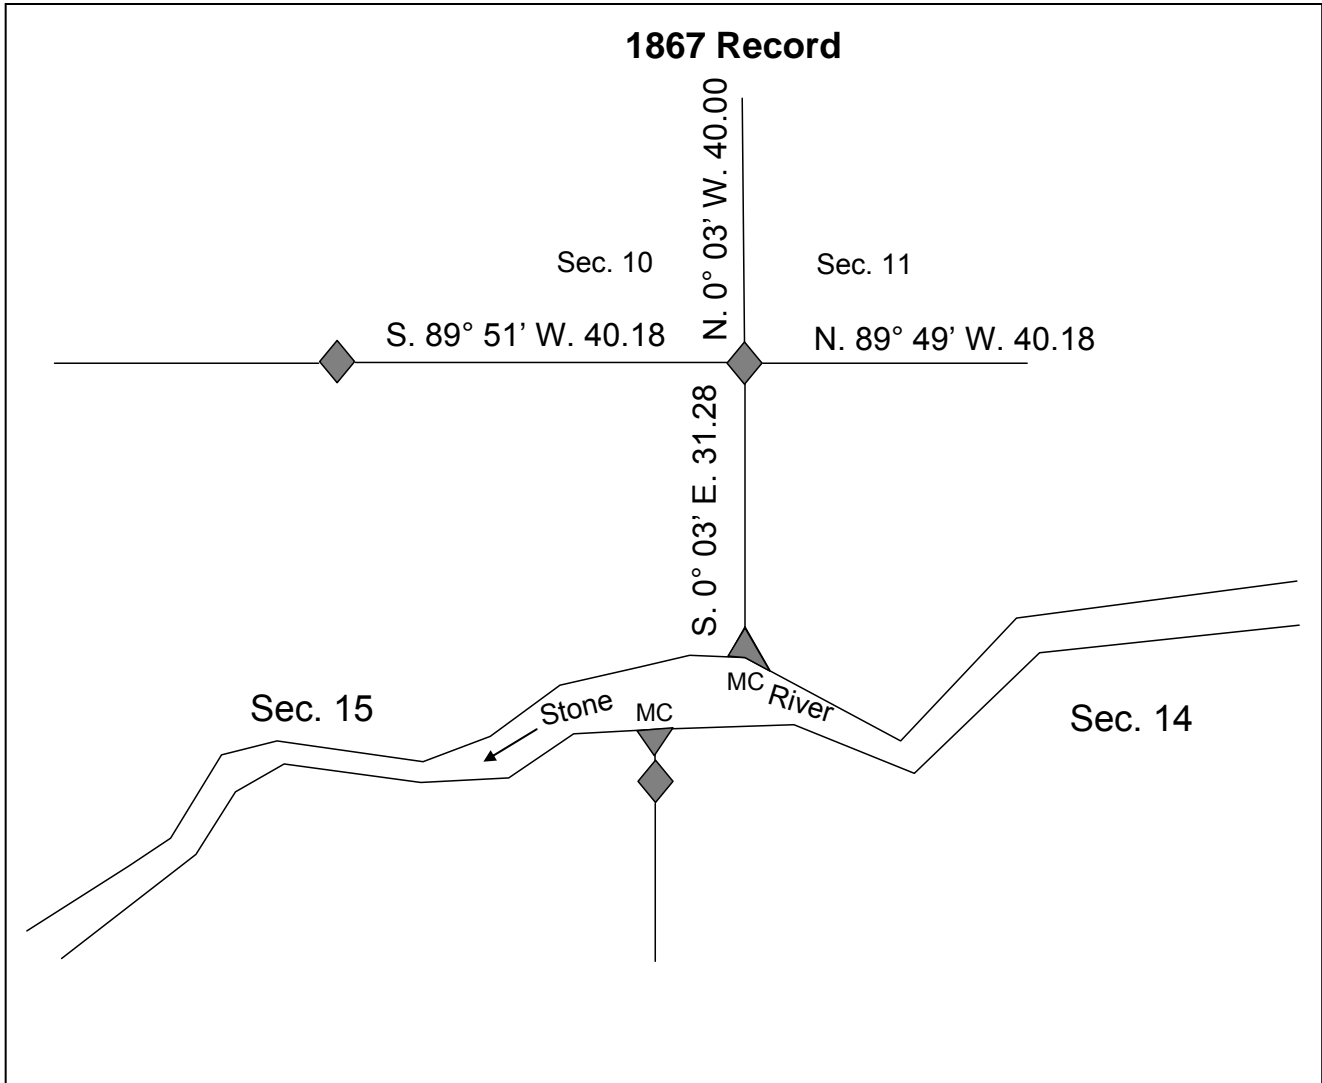 1867 Record
N. 0° 03’ W. 40.00
Sec. 10
Sec. 11
S. 89° 51’ W. 40.18
N. 89° 49’ W. 40.18
S. 0° 03’ E. 31.28
MC
River
Stone
MC
Sec. 15
Sec. 14